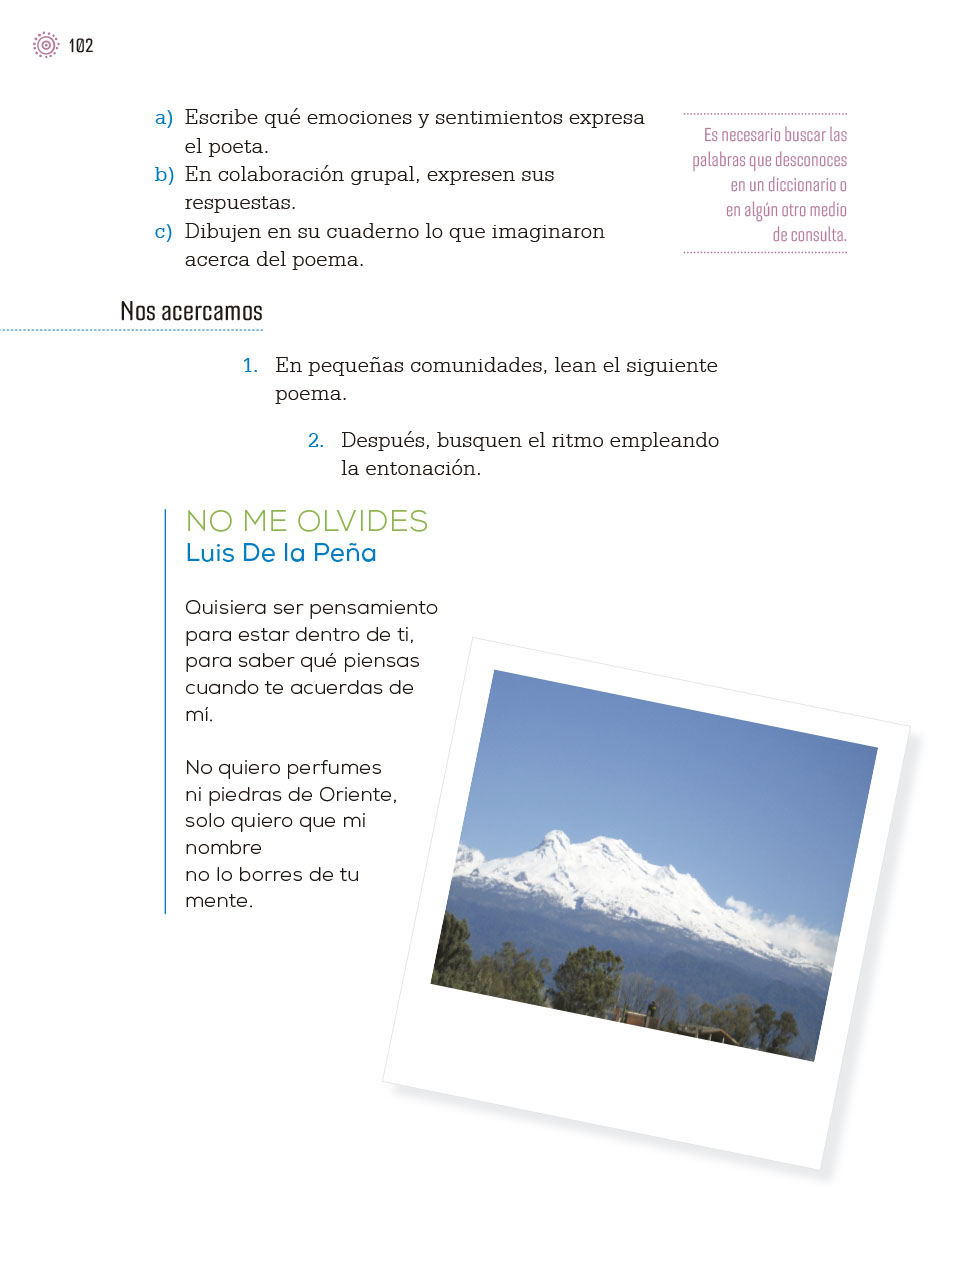 102
a) Escribe qué emociones y sentimientos expresa
el poeta.
b) En colaboración grupal, expresen sus
respuestas.
c) Dibujen en su cuaderno lo que imaginaron
acerca del poema.
Es necesario buscar las
palabras que desconoces
en un diccionario o
en algún otro medio
de consulta.
Nos acercamos
1. En pequeñas comunidades, lean el siguiente
poema.
2. Después, busquen el ritmo empleando
la entonación.
NO ME OLVIDES
Luis De la Peña
Quisiera ser pensamiento
para estar dentro de ti,
para saber qué piensas
cuando te acuerdas de
mí.
No quiero perfumes
ni piedras de Oriente,
solo quiero que mi
nombre
no lo borres de tu
mente.